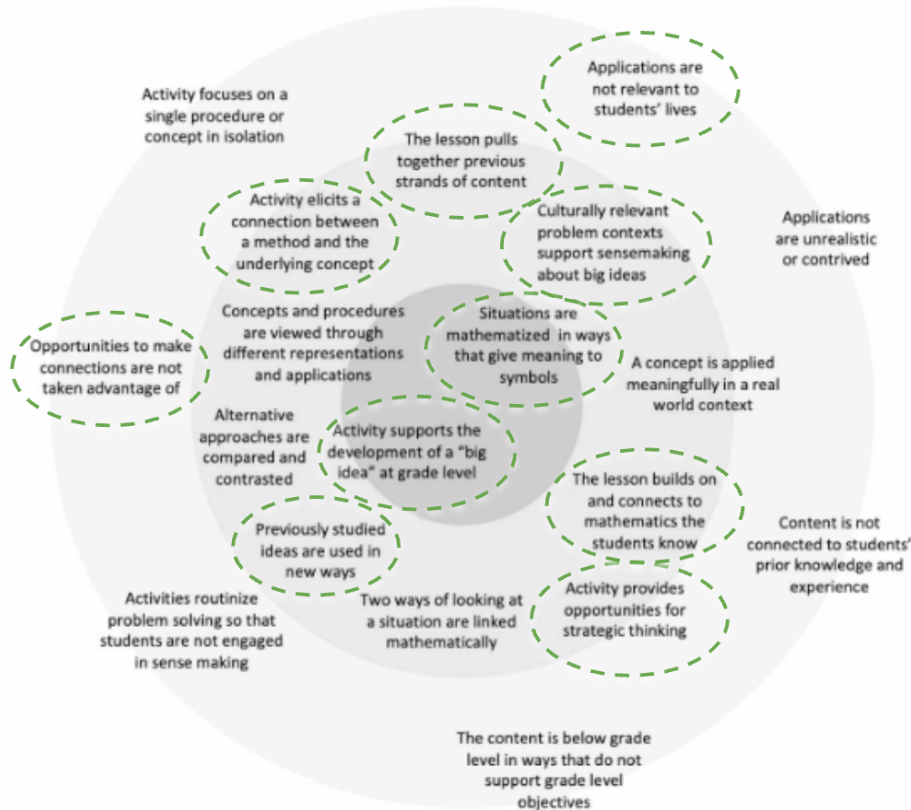 Applications are
not relevant to
students' lives
Activity focuses on a
single procedure or
concept in isolation
The lesson pulls
together previous
strands of content
Activity elicits a
connection between
a method and the
underlying concept
Culturally relevant
problem contexts
support sensemaking
about big ideas
Applications
are unrealistic
or contrived
Concepts and procedures
are viewed through
different representations
and applications
Situations are
mathematized in ways
that give meaning to
symbols
Opportunities to make
connections are not
taken advantage of
A concept is applied
meaningfully in a real
world context
Alternative
approaches are
compared and
contrasted
Activity supports the
development of a "big
idea" at grade level
The lesson builds on
and connects to
mathematics the
students know
Previously studied
ideas are used in
new ways
Content is not
connected to students'
prior knowledge and
experience
Activities routinize
problem solving so that
students are not engaged
in sense making
Two ways of looking at
a situation are linked
mathematically
Activity provides
opportunities for
strategic thinking
The content is below grade
level in ways that do not
support grade level
objectives